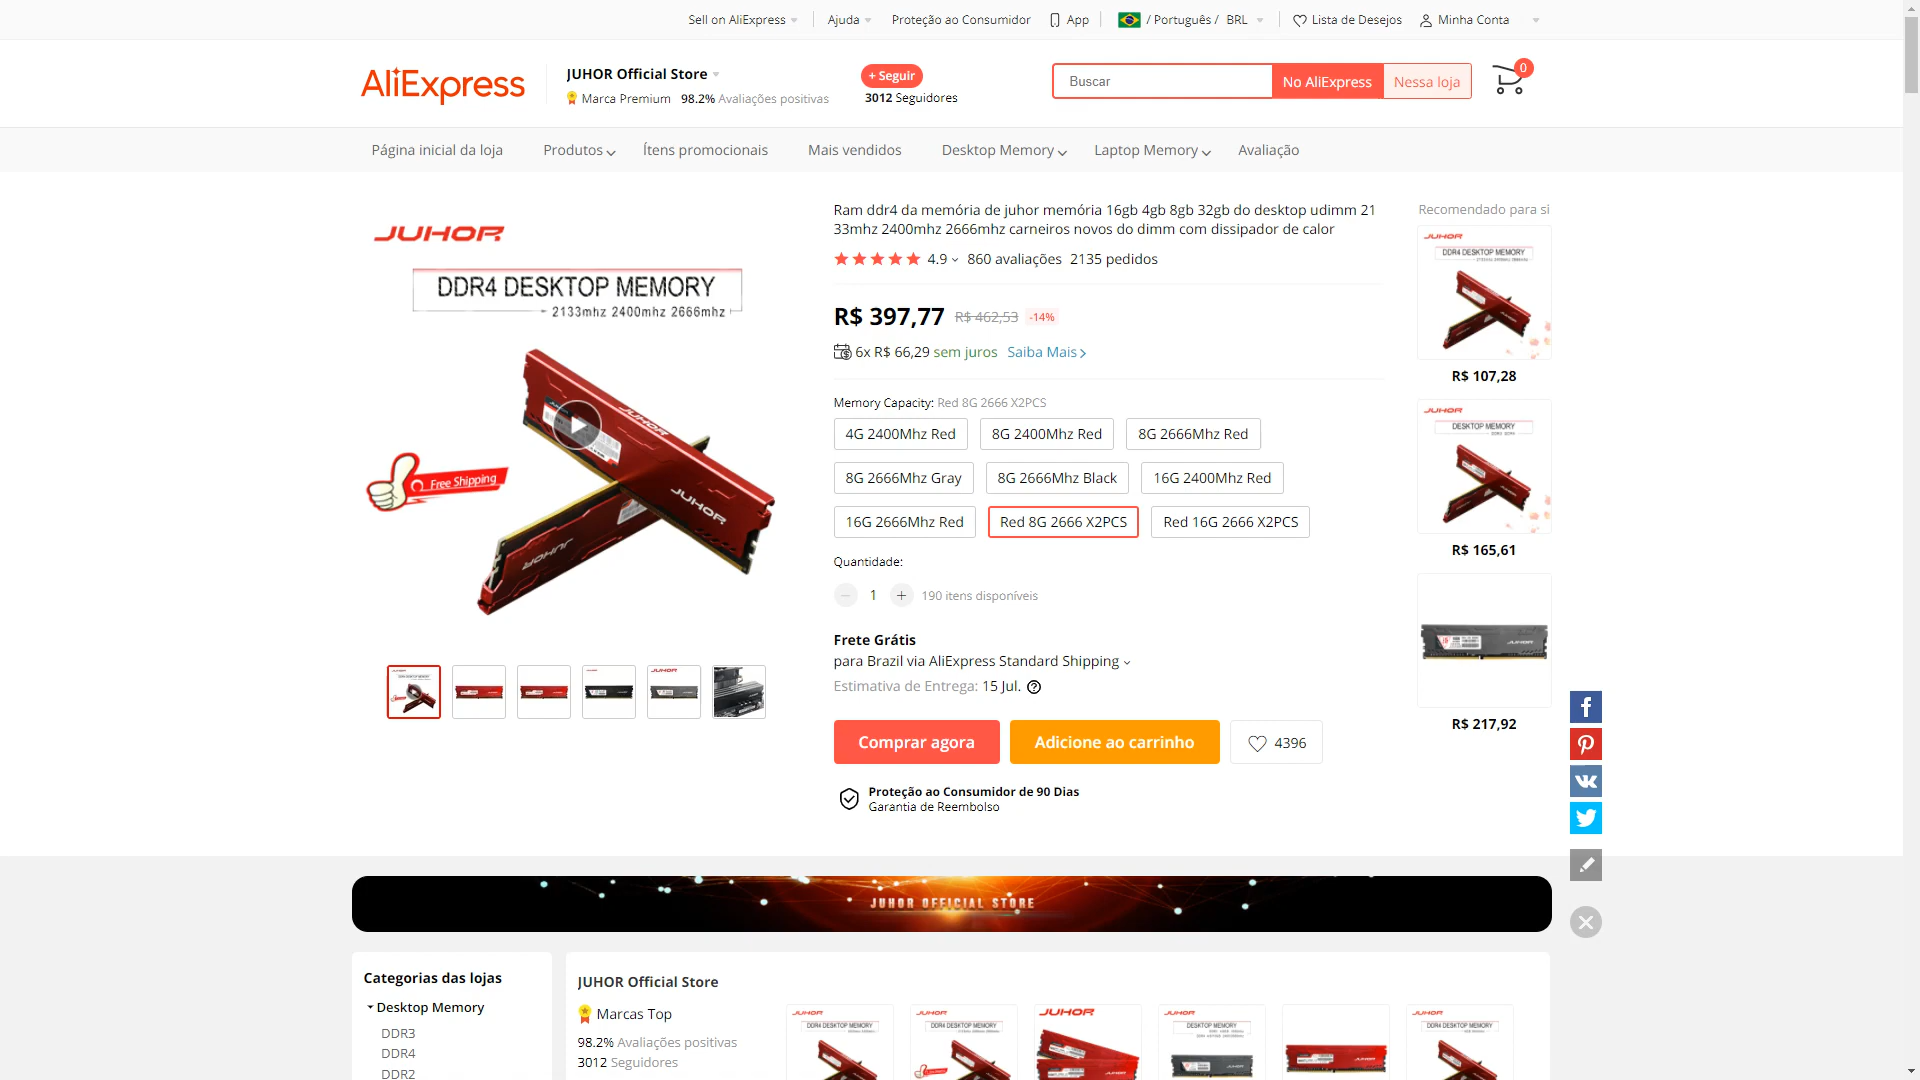 Sell on AliExpress
Ajuda
Proteção ao Consumidor
App
/ Português /
BRL
Lista de Desejos
Minha Conta
AliExpress
JUHOR Official Store
Marca Premium
98.2% Avaliações positivas
+ Seguir
3012 Seguidores
Buscar
No AliExpress
Nessa loja
0
Página inicial da loja
Produtos
Ítens promocionais
Mais vendidos
Desktop Memory
Laptop Memory
Avaliação
JUHOR
DDR4 DESKTOP MEMORY
2133mhz 2400mhz 2666mhz
JUHOR
JUHOR
JUHOR
Free Shipping
Ram ddr4 da memória de juhor memória 16gb 4gb 8gb 32gb do desktop udimm 21
33mhz 2400mhz 2666mhz carneiros novos do dimm com dissipador de calor
4.9
860 avaliações
2135 pedidos
R$ 397,77
R$ 462,53
-14%
6x R$ 66,29 sem juros
Saiba Mais
Memory Capacity: Red 8G 2666 X2PCS
4G 2400Mhz Red
8G 2400Mhz Red
8G 2666Mhz Red
8G 2666Mhz Gray
8G 2666Mhz Black
16G 2400Mhz Red
16G 2666Mhz Red
Red 8G 2666 X2PCS
Red 16G 2666 X2PCS
Quantidade:
1
190 itens disponíveis
Frete Grátis
para Brazil via AliExpress Standard Shipping
Estimativa de Entrega: 15 Jul.
Comprar agora
Adicione ao carrinho
4396
Proteção ao Consumidor de 90 Dias
Garantia de Reembolso
Recomendado para si
JUHOR
DDR4 DESKTOP MEMORY
R$ 107,28
JUHOR
DESKTOP MEMORY
R$ 165,61
JUHOR
R$ 217,92
JUHOR OFFICIAL STORE
Categorias das lojas
Desktop Memory
DDR3
DDR4
DDR2
JUHOR Official Store
Marcas Top
98.2% Avaliações positivas
3012 Seguidores
JUHOR
DDR4 DESKTOP MEMORY
JUHOR
DDR4 DESKTOP MEMORY
JUHOR
JUHOR
DESKTOP MEMORY
JUHOR
JUHOR
DDR4 DESKTOP MEMORY